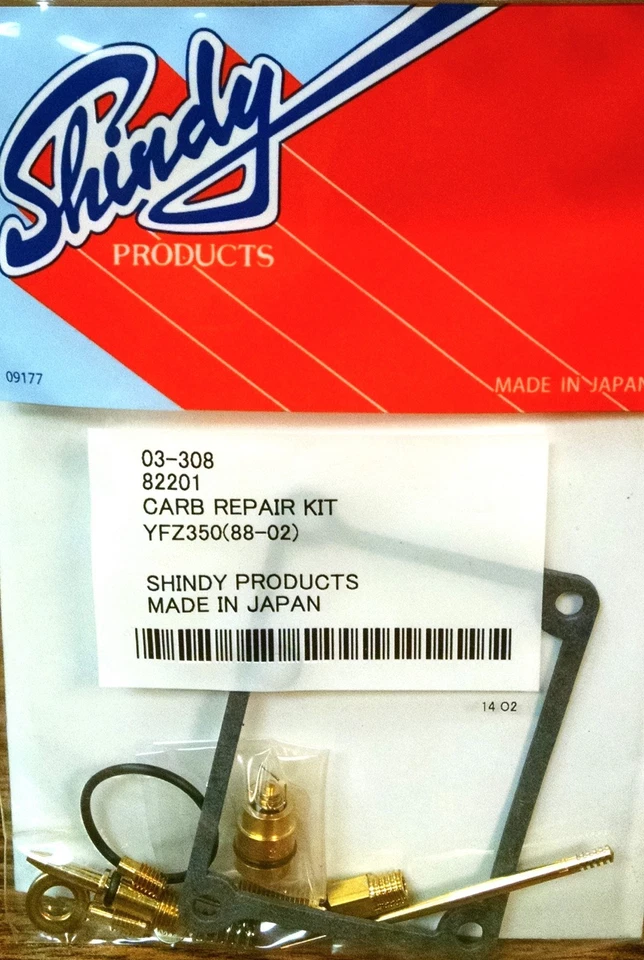 Shindy
PRODUCTS
09177
MADE IN JAPAN
03-308
82201
CARB REPAIR KIT
YFZ350(88-02)
SHINDY PRODUCTS
MADE IN JAPAN
14 02